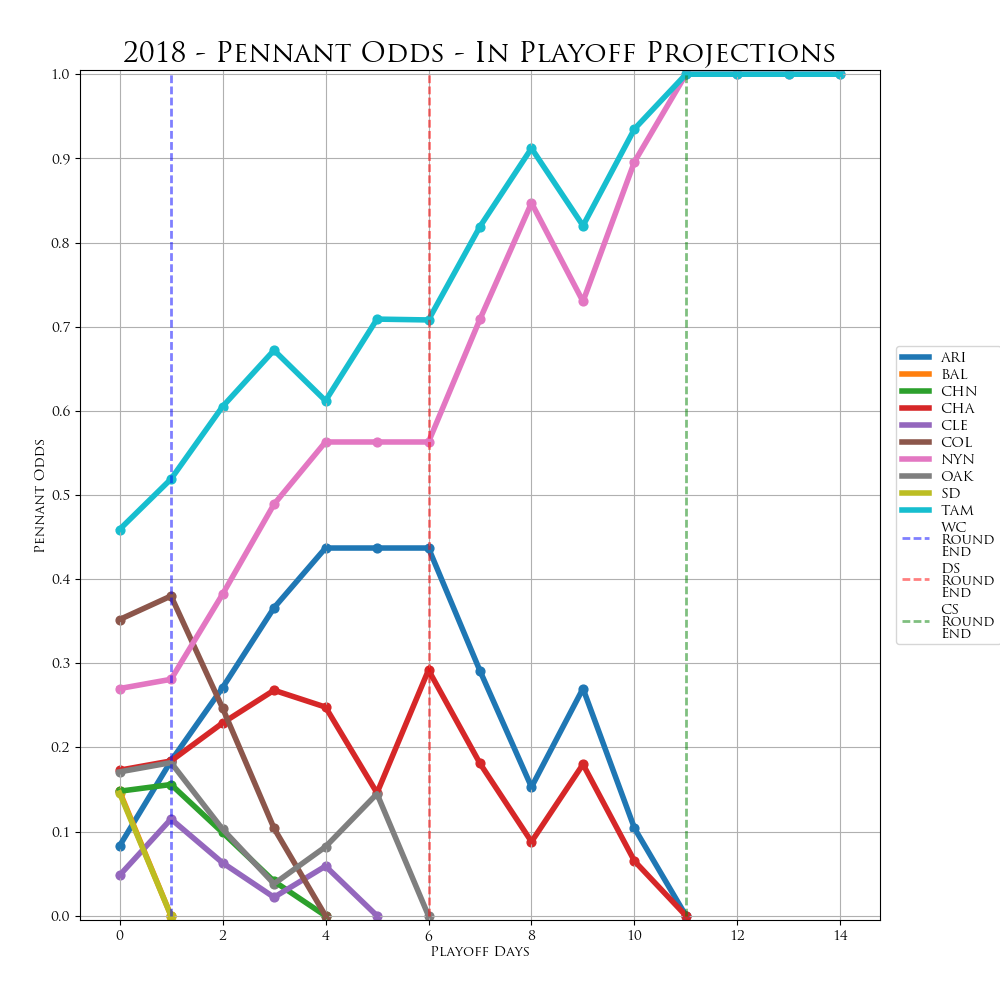 2018 - Pennant Odds - In Playoff Projections
1.0
0.9
0.8
0.7
0.6
0.5
0.4
0.3
0.2
0.1
0.0
Pennant Odds
0 2 4 6 8 10 12 14
Playoff Days
ARI
BAL
CHN
CHA
CLE
COL
NYN
OAK
SD
TAM
WC
Round
End
DS
Round
End
CS
Round
End